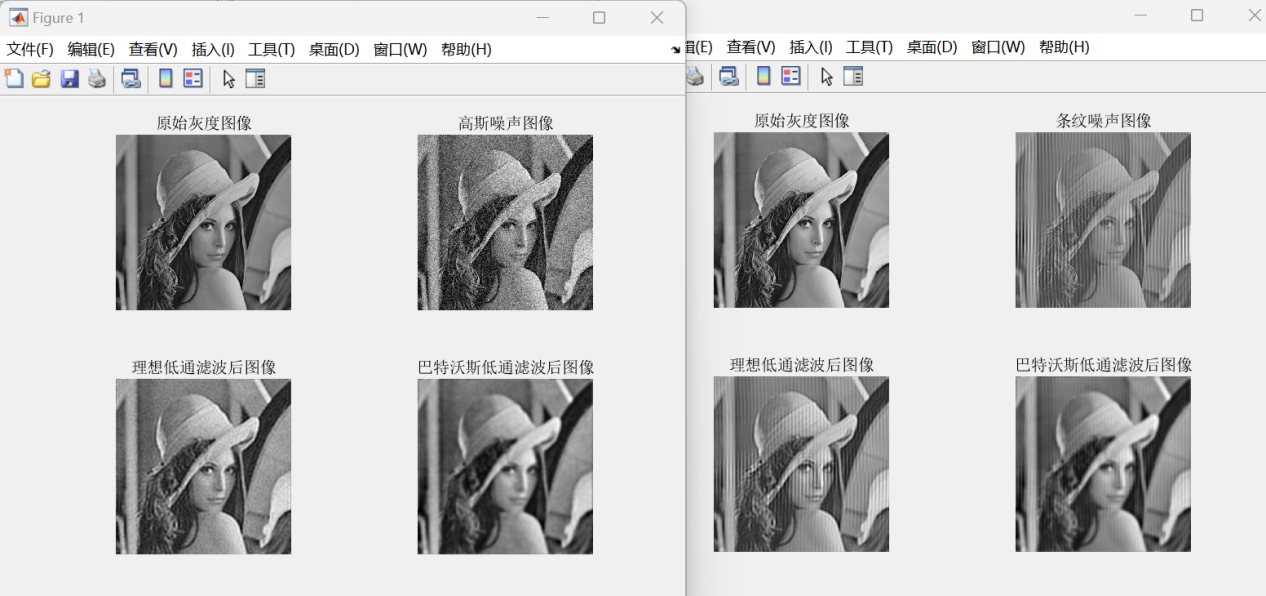 Figure 1
文件(F) 编辑(E) 查看(V) 插入(I) 工具(T) 桌面(D) 窗口(W) 帮助(H)
原始灰度图像 高斯噪声图像
理想低通滤波后图像 巴特沃斯低通滤波后图像
辑(E) 查看(V) 插入(I) 工具(T) 桌面(D) 窗口(W) 帮助(H)
原始灰度图像 条纹噪声图像
理想低通滤波后图像 巴特沃斯低通滤波后图像